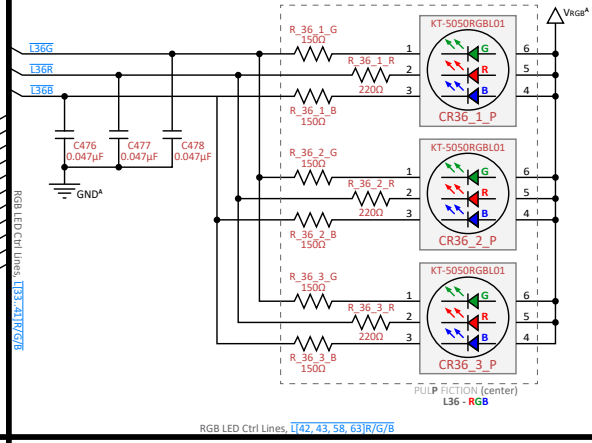 KT-5050RGBL01
VRGBᴬ
R_36_1_G
150Ω
L36G
1
G
6
R_36_1_R
L36R
2
R
5
220Ω
L36B
3
B
4
R_36_1_B
150Ω
CR36_1_P
C476
0.047µF
C477
0.047µF
C478
0.047µF
GNDᴬ
KT-5050RGBL01
R_36_2_G
150Ω
1
G
6
R_36_2_R
2
R
5
220Ω
3
B
4
R_36_2_B
150Ω
CR36_2_P
KT-5050RGBL01
R_36_3_G
150Ω
1
G
6
R_36_3_R
2
R
5
220Ω
3
B
4
R_36_3_B
150Ω
CR36_3_P
RGB LED Ctrl Lines, L[33..41]R/G/B
PULP FICTION (center)
L36 - RGB
RGB LED Ctrl Lines, L[42, 43, 58, 63]R/G/B